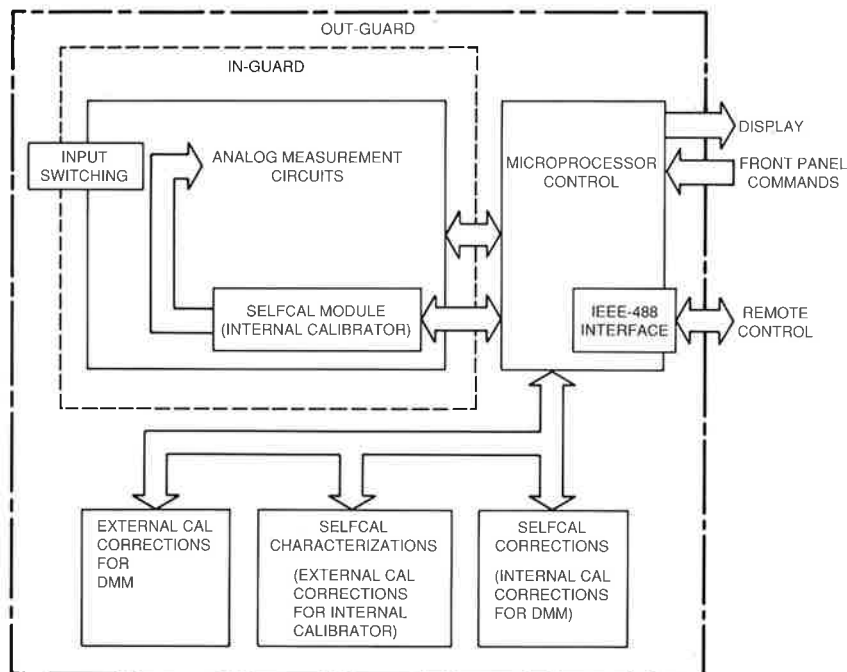 OUT-GUARD
IN-GUARD
INPUT
SWITCHING
ANALOG MEASUREMENT
CIRCUITS
SELFCAL MODULE
(INTERNAL CALIBRATOR)
MICROPROCESSOR
CONTROL
IEEE-488
INTERFACE
DISPLAY
FRONT PANEL
COMMANDS
REMOTE
CONTROL
EXTERNAL CAL
CORRECTIONS
FOR
DMM
SELFCAL
CHARACTERIZATIONS
(EXTERNAL CAL
CORRECTIONS
FOR INTERNAL
CALIBRATOR)
SELFCAL
CORRECTIONS
(INTERNAL CAL
CORRECTIONS
FOR DMM)